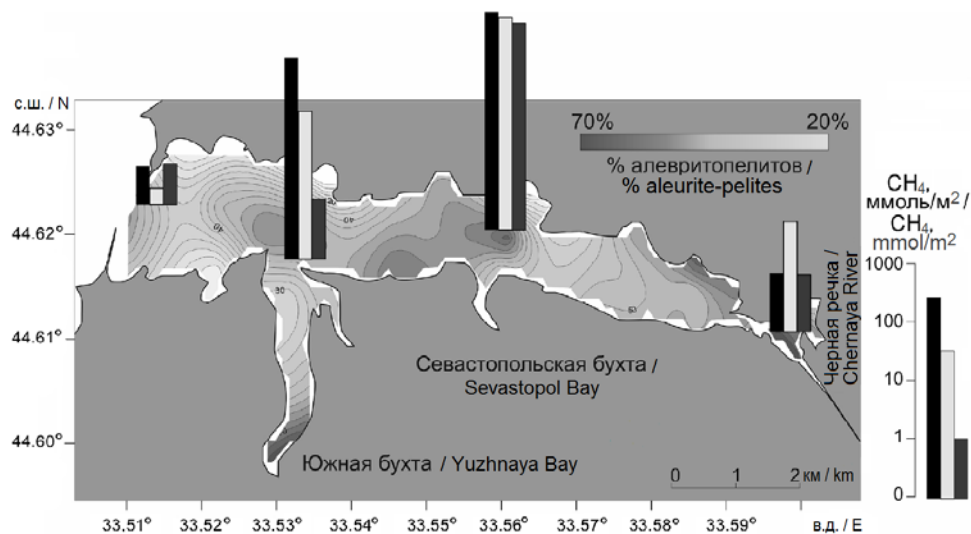 с.ш. / N
44.63°
44.62°
44.61°
44.60°
70% 20%
% алевритопелитов /
% aleurite-pelites
CH₄,
ммоль/м² /
CH₄,
mmol/m²
1000
100
10
1
0
Черная речка /
Chernaya River
Севастопольская бухта /
Sevastopol Bay
Южная бухта / Yuzhnaya Bay
0 1 2 км / km
33.51° 33.52° 33.53° 33.54° 33.55° 33.56° 33.57° 33.58° 33.59° в.д. / E
40
30
40